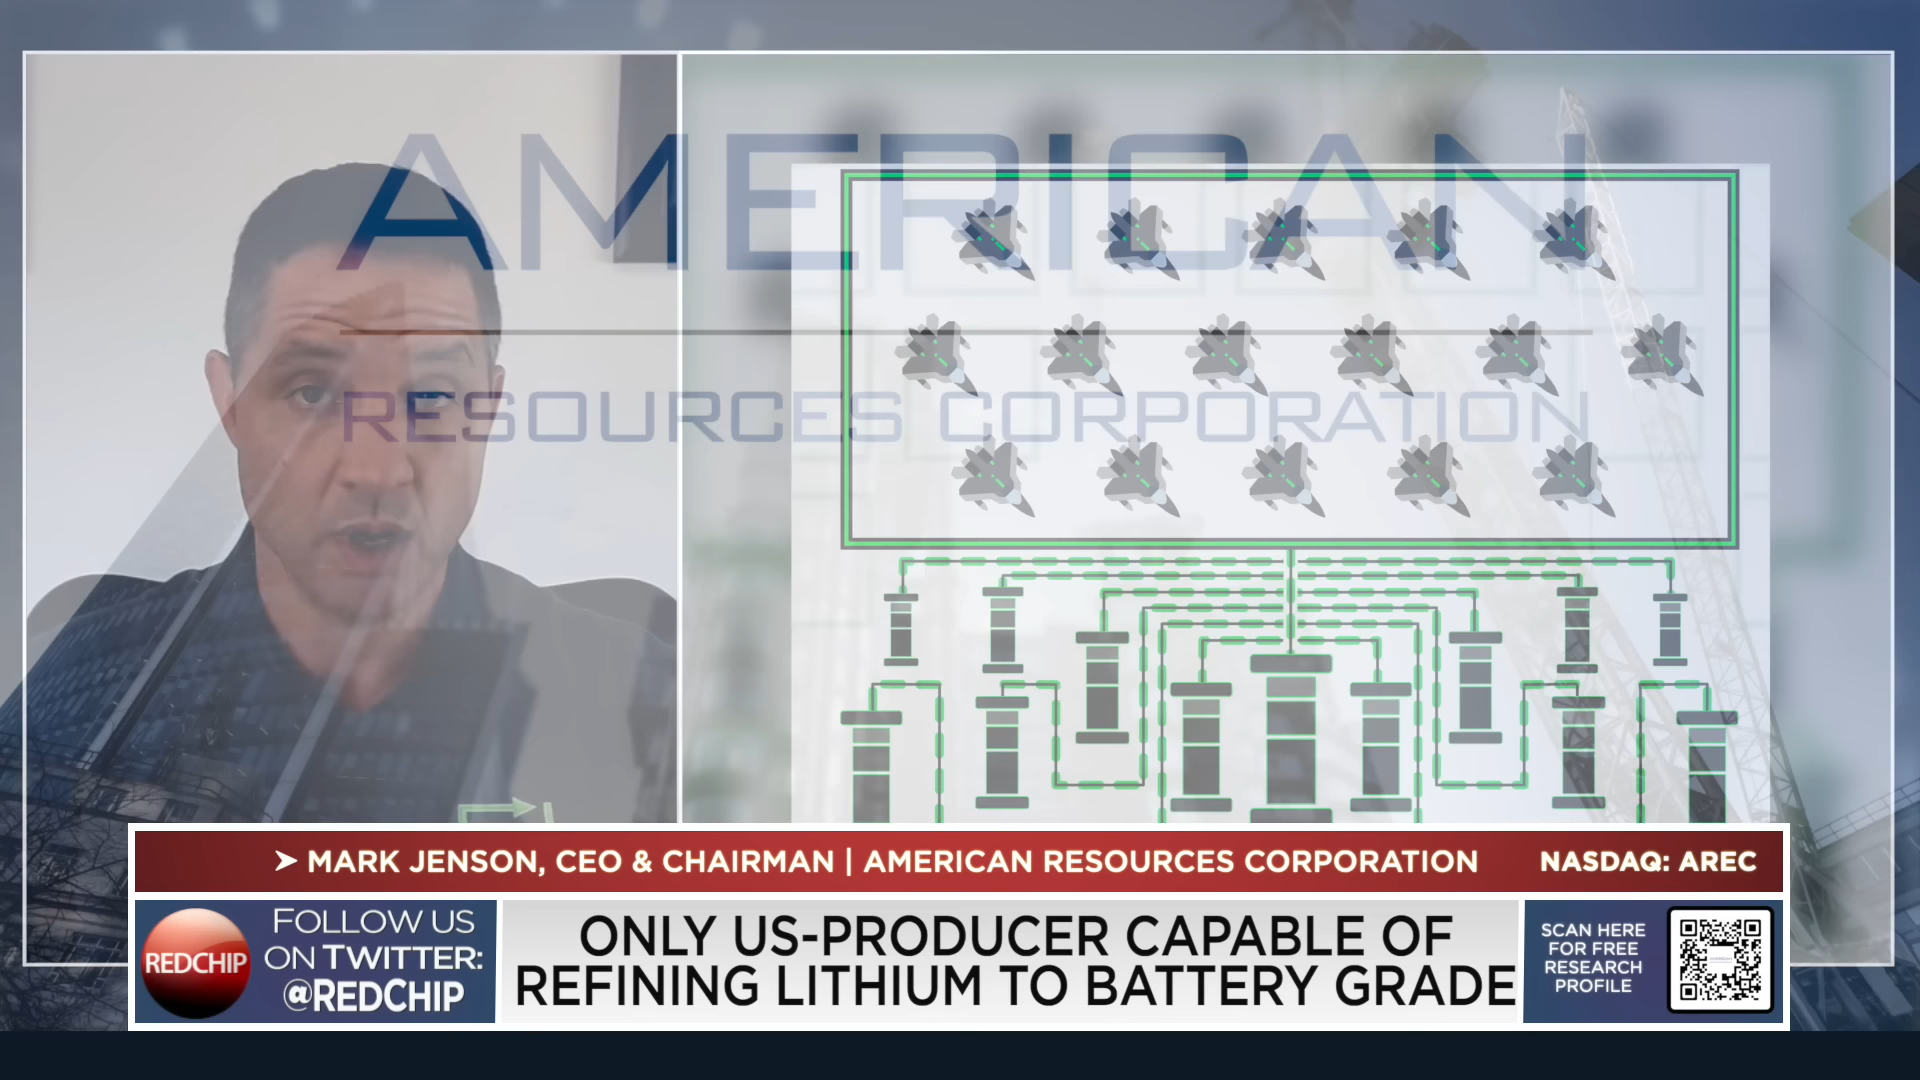 AMERICAN
RESOURCES CORPORATION
➤ MARK JENSON, CEO & CHAIRMAN | AMERICAN RESOURCES CORPORATION
NASDAQ: AREC
REDCHIP
FOLLOW US
ON TWITTER:
@REDCHIP
ONLY US-PRODUCER CAPABLE OF
REFINING LITHIUM TO BATTERY GRADE
SCAN HERE
FOR FREE
RESEARCH
PROFILE